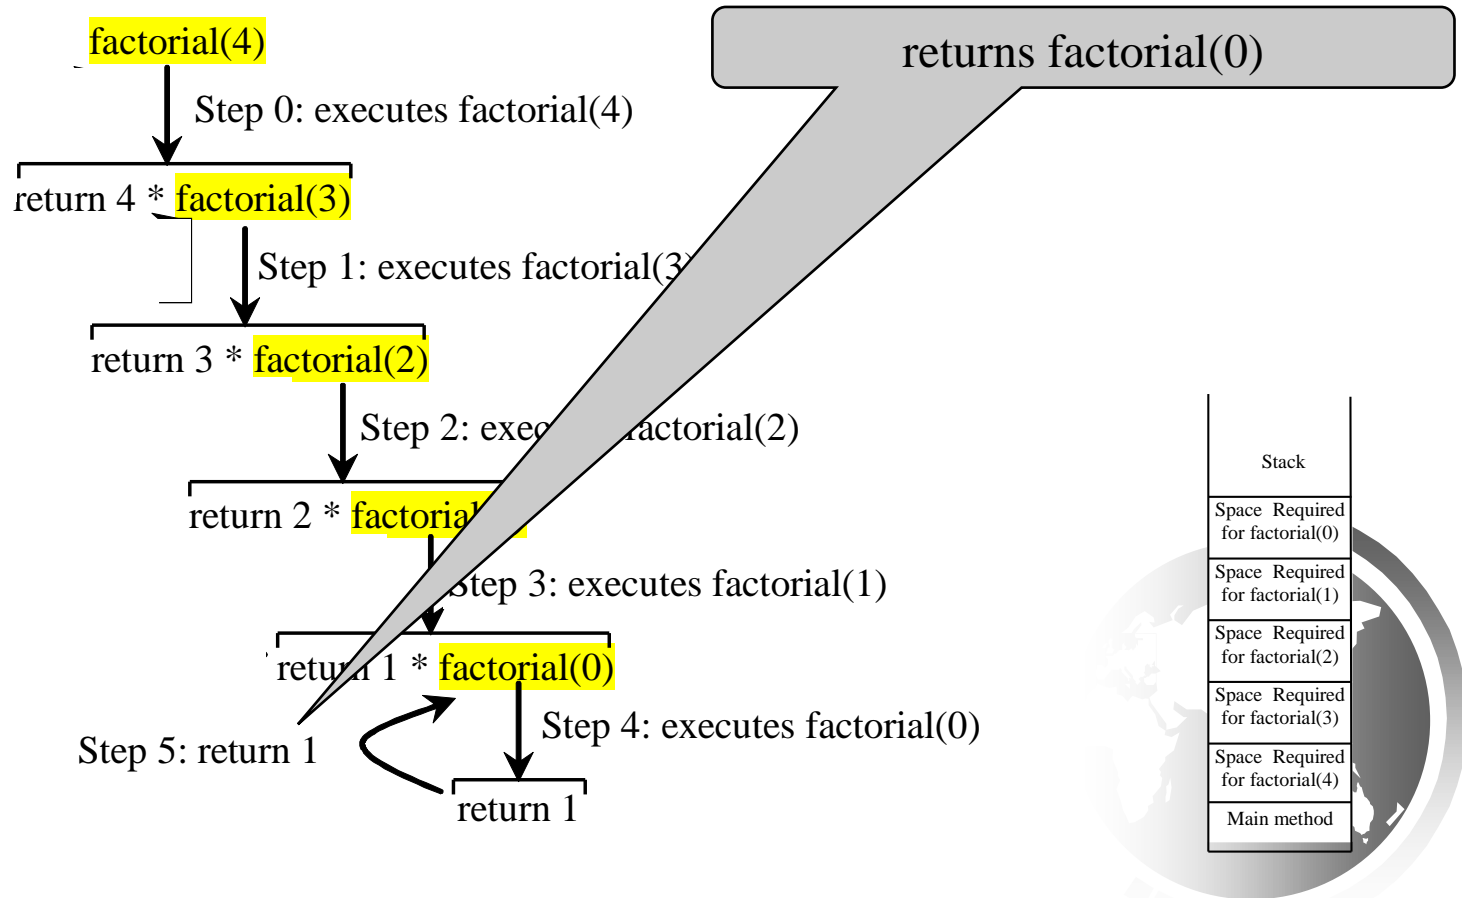 factorial(4)
returns factorial(0)
Step 0: executes factorial(4)
return 4 * factorial(3)
Step 1: executes factorial(3)
return 3 * factorial(2)
Step 2: factorial(2)
return 2 *
Step 3: executes factorial(1)
return 1 * factorial(0)
Step 4: executes factorial(0)
Step 5: return 1
return 1
Stack
Space Required
for factorial(0)
Space Required
for factorial(1)
Space Required
for factorial(2)
Space Required
for factorial(3)
Space Required
for factorial(4)
Main method